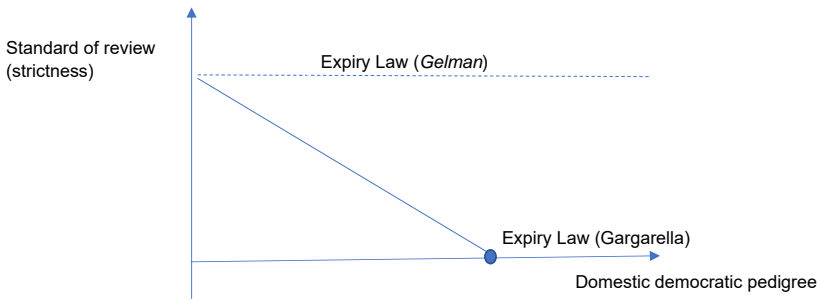 Standard of review
(strictness)
Expiry Law (Gelman)
Expiry Law (Gargarella)
Domestic democratic pedigree